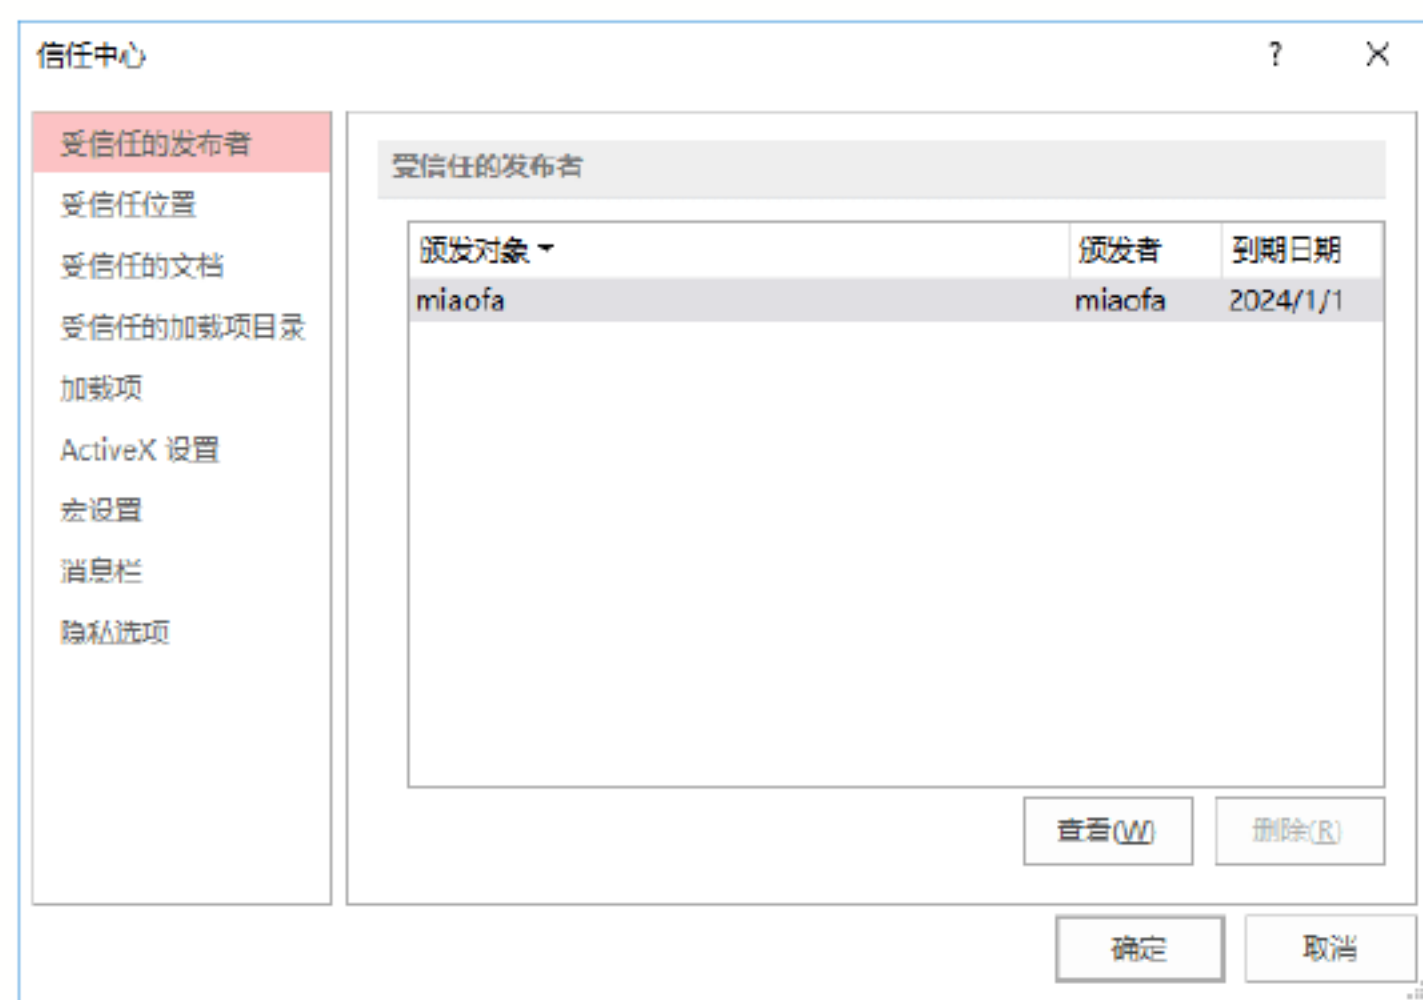 信任中心
?
受信任的发布者
受信任位置
受信任的文档
受信任的加载项目录
加载项
ActiveX 设置
宏设置
消息栏
隐私选项
受信任的发布者
颁发对象 颁发者 到期日期
miaofa miaofa 2024/1/1
查看(W) 删除(R)
确定 取消